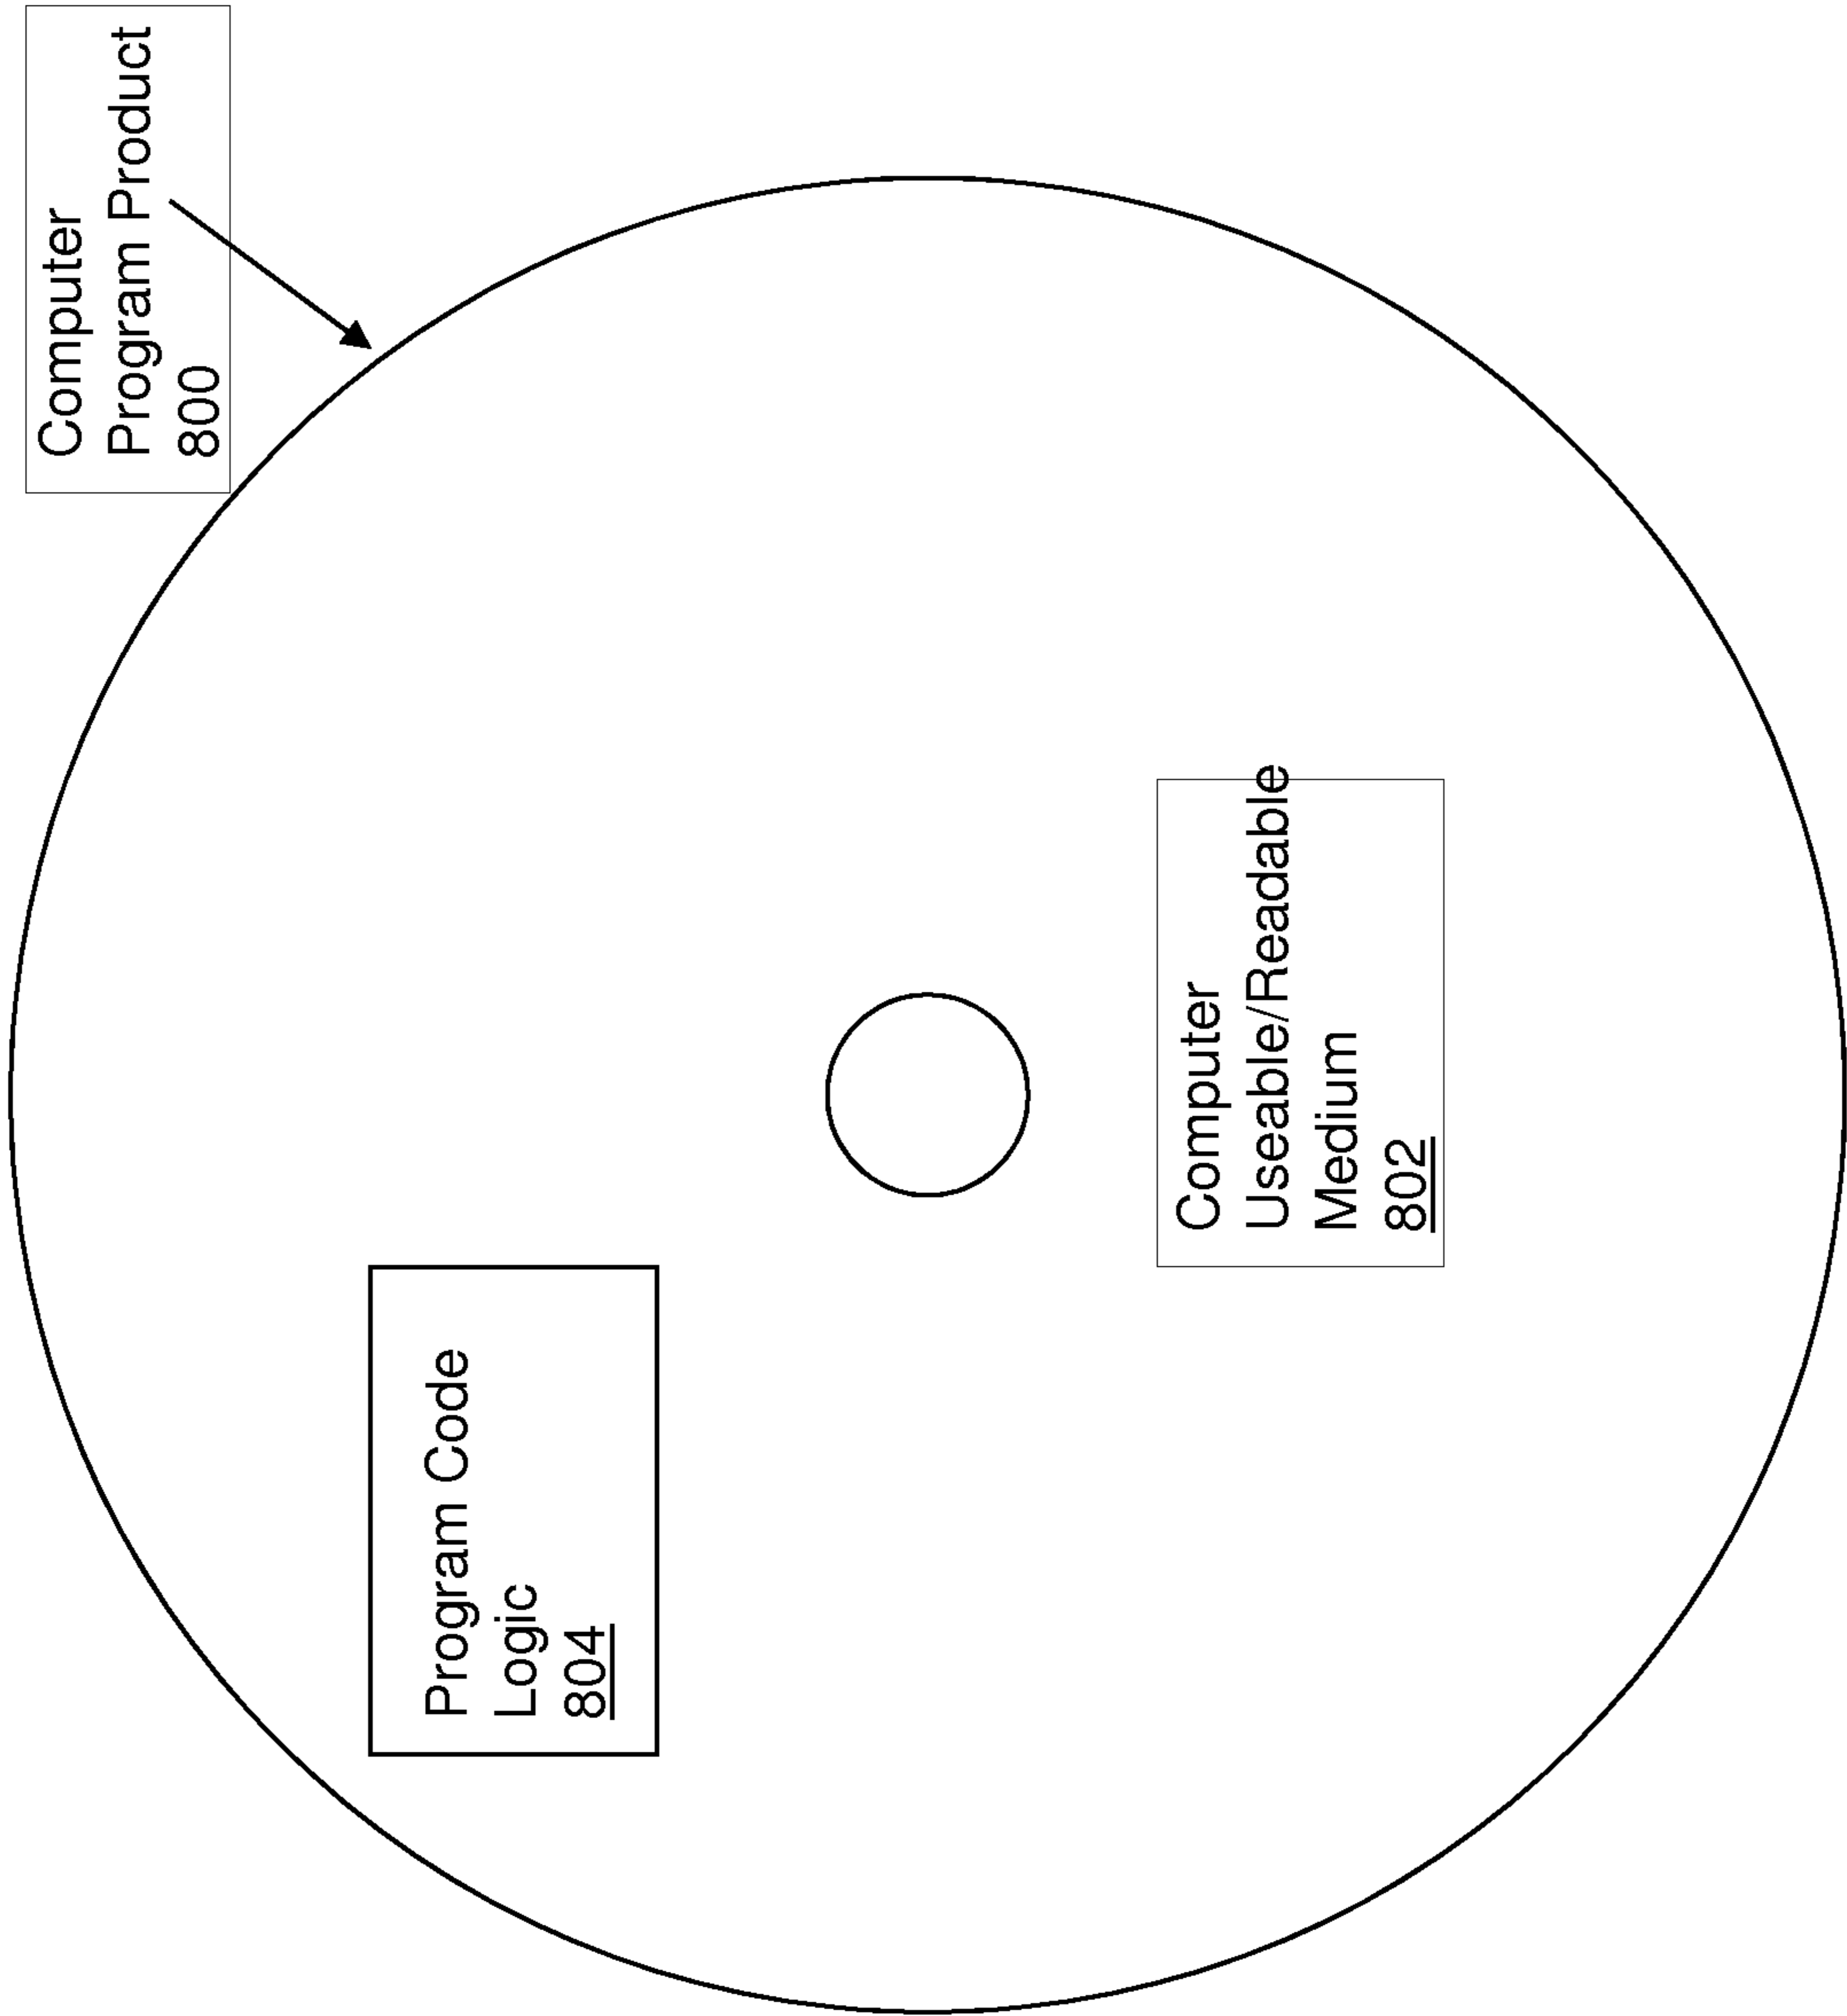 Computer
Program Product
800
Program Code
Logic
804
Computer
Useable/Readable
Medium
802